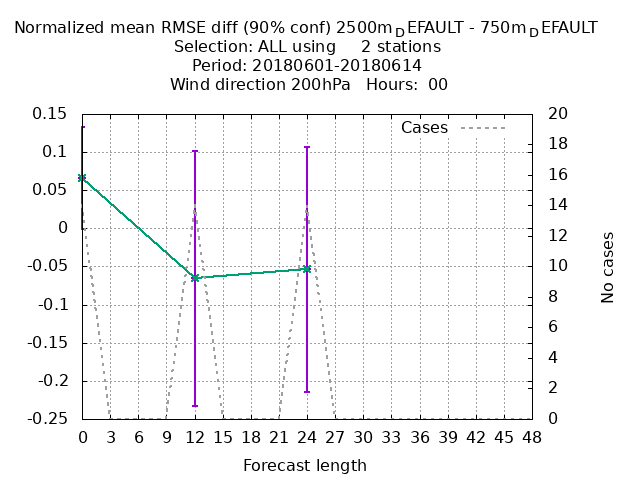 Normalized mean RMSE diff (90% conf) 2500mDEFAULT - 750mDEFAULT
Selection: ALL using 2 stations
Period: 20180601-20180614
Wind direction 200hPa Hours: 00
Cases
0.15
0.1
0.05
0
-0.05
-0.1
-0.15
-0.2
-0.25
20
18
16
14
12
10
8
6
4
2
0
No cases
0 3 6 9 12 15 18 21 24 27 30 33 36 39 42 45 48
Forecast length